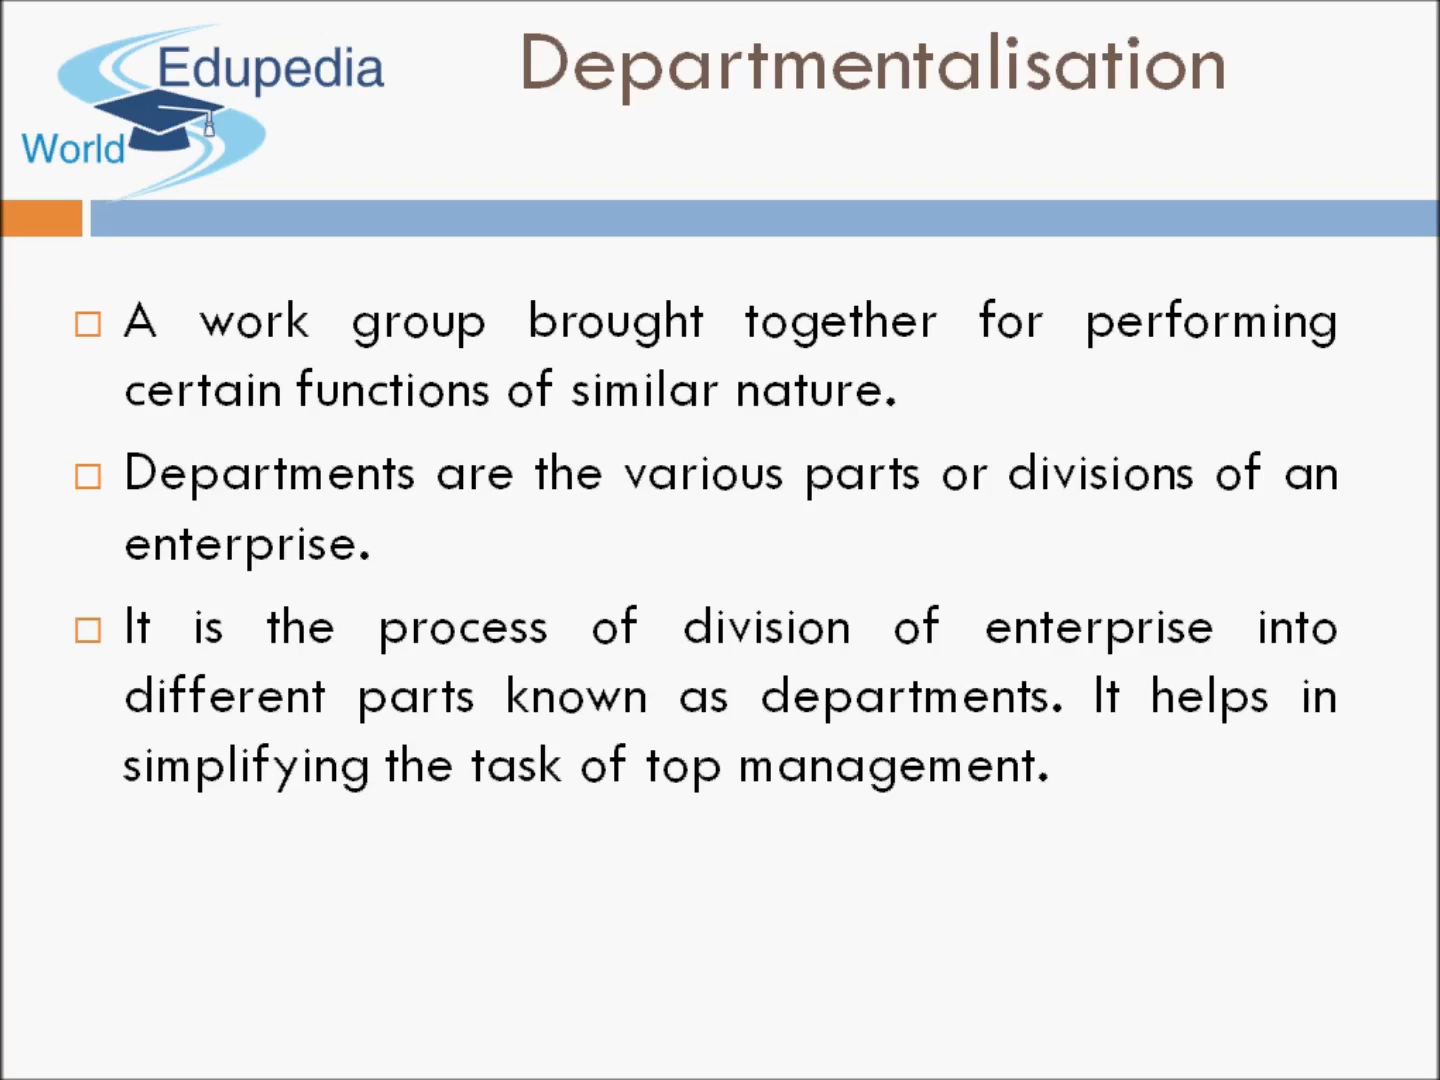 Edupedia
World
Departmentalisation
A work group brought together for performing
certain functions of similar nature.
Departments are the various parts or divisions of an
enterprise.
It is the process of division of enterprise into
different parts known as departments. It helps in
simplifying the task of top management.